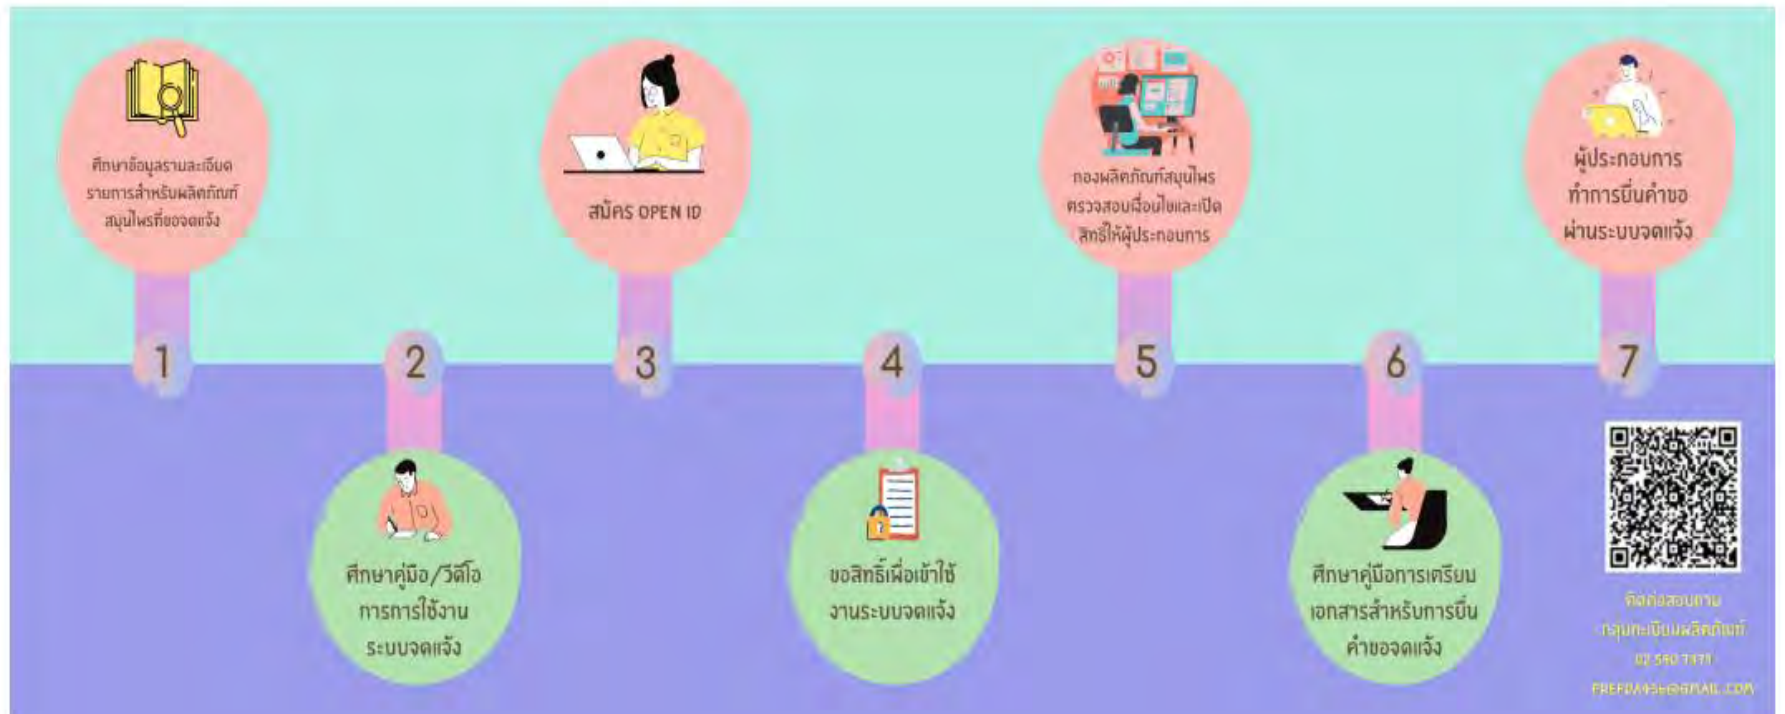 ศึกษาข้อมูลรายละเอียด
รายการสำหรับผลิตภัณฑ์
สมุนไพรที่ขอจดแจ้ง
1
2
ศึกษาคู่มือ/วีดีโอ
การการใช้งาน
ระบบจดแจ้ง
สมัคร OPEN ID
3
4
ขอสิทธิ์เพื่อเข้าใช้
งานระบบจดแจ้ง
กองผลิตภัณฑ์สมุนไพร
ตรวจสอบเงื่อนไขและเปิด
สิทธิ์ให้ผู้ประกอบการ
5
6
ศึกษาคู่มือการเตรียม
เอกสารสำหรับการยื่น
คำขอจดแจ้ง
ผู้ประกอบการ
ทำการยื่นคำขอ
ผ่านระบบจดแจ้ง
7
ติดต่อสอบถาม
กลุ่มทะเบียนผลิตภัณฑ์
02 590